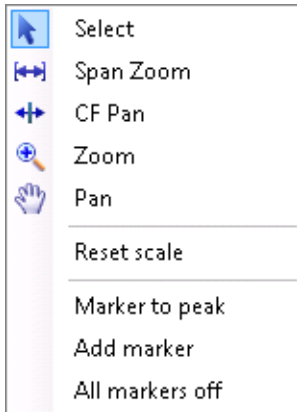 Select
Span Zoom
CF Pan
Zoom
Pan
Reset scale
Marker to peak
Add marker
All markers off